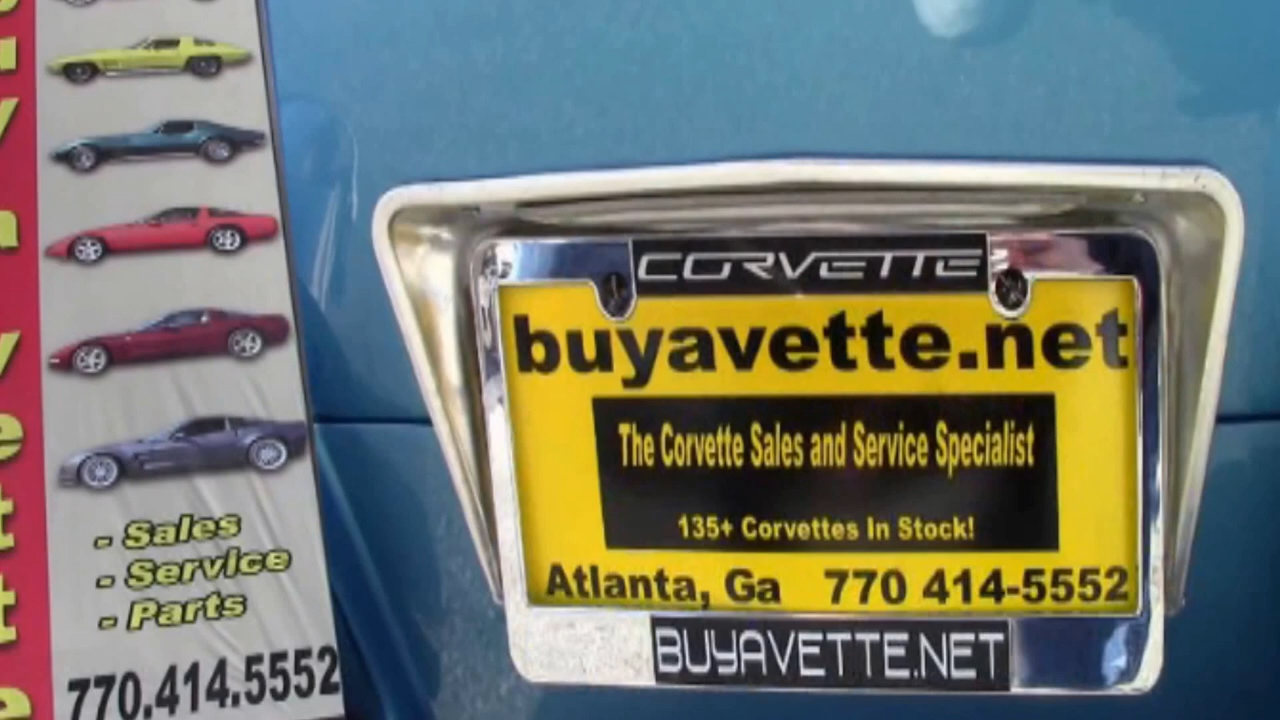 - Sales
- Service
- Parts
770.414.5552
CORVETTE
buyavette.net
The Corvette Sales and Service Specialist
135+ Corvettes In Stock!
Atlanta, Ga 770 414-5552
BUYAVETTE.NET